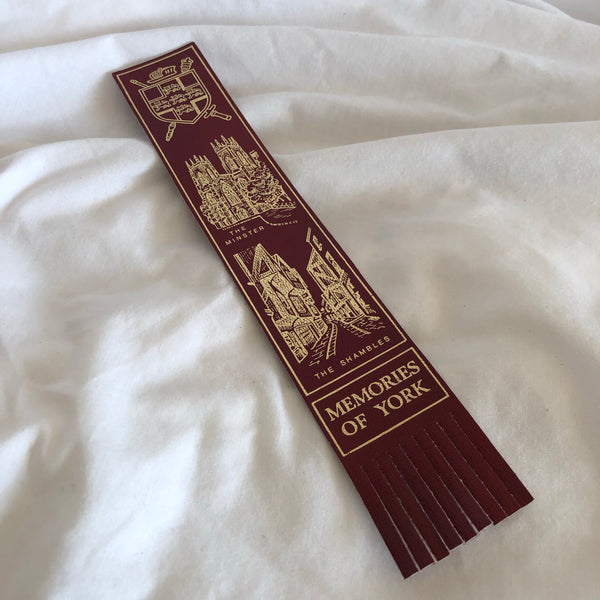 THE
MINSTER
THE SHAMBLES
MEMORIES
OF YORK